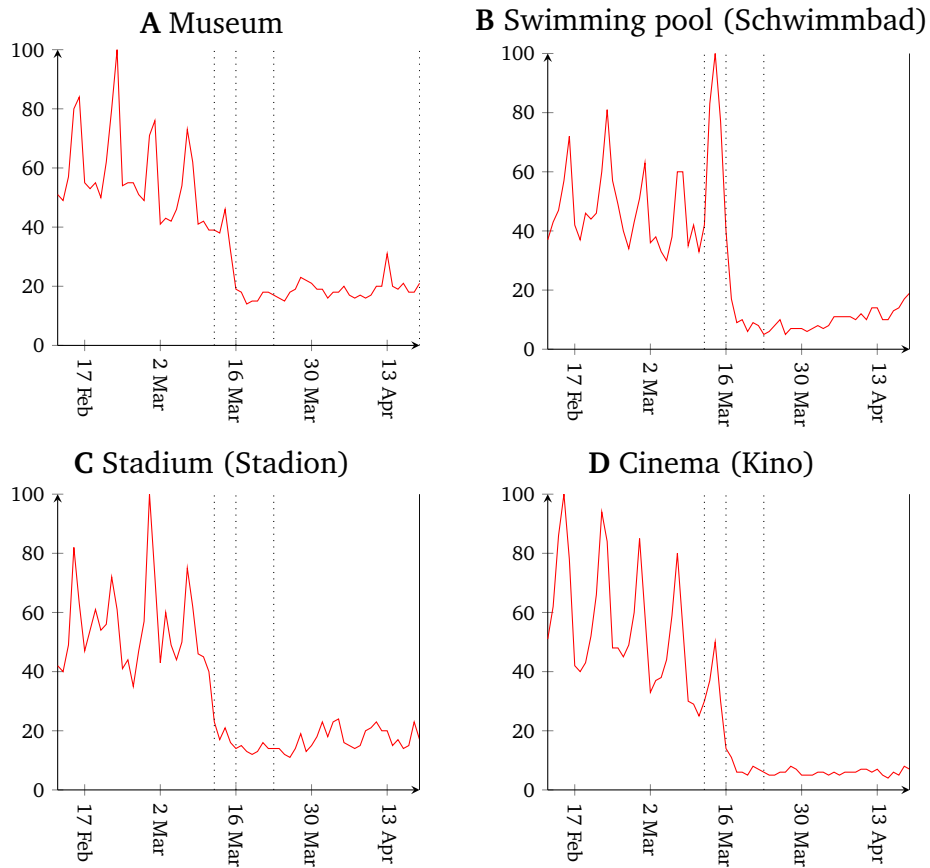 A Museum
100
80
60
40
20
0
17 Feb
2 Mar
16 Mar
30 Mar
13 Apr
B Swimming pool (Schwimmbad)
100
80
60
40
20
0
17 Feb
2 Mar
16 Mar
30 Mar
13 Apr
C Stadium (Stadion)
100
80
60
40
20
0
17 Feb
2 Mar
16 Mar
30 Mar
13 Apr
D Cinema (Kino)
100
80
60
40
20
0
17 Feb
2 Mar
16 Mar
30 Mar
13 Apr